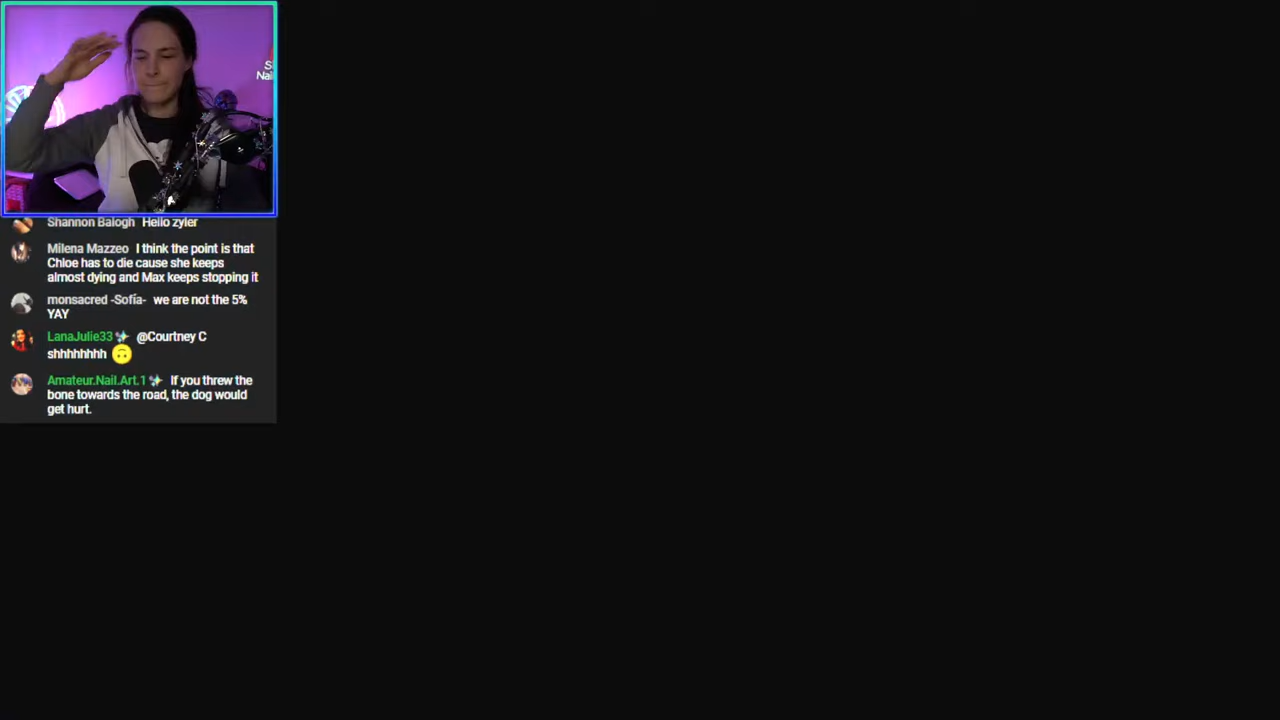 S
Nai
Shannon Balogh Hello zyler
Milena Mazzeo I think the point is that
Chloe has to die cause she keeps
almost dying and Max keeps stopping it
monsacred -Sofía- we are not the 5%
YAY
LanaJulie33 @Courtney C
shhhhhhhh
Amateur.Nail.Art.1 If you threw the
bone towards the road, the dog would
get hurt.